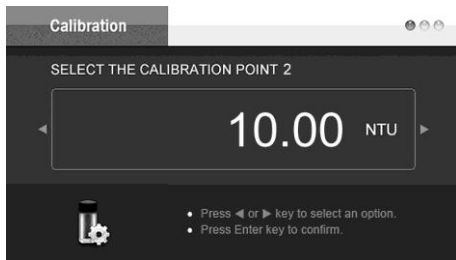 Calibration
SELECT THE CALIBRATION POINT 2
10.00 NTU
• Press ◀ or ▶ key to select an option.
• Press Enter key to confirm.